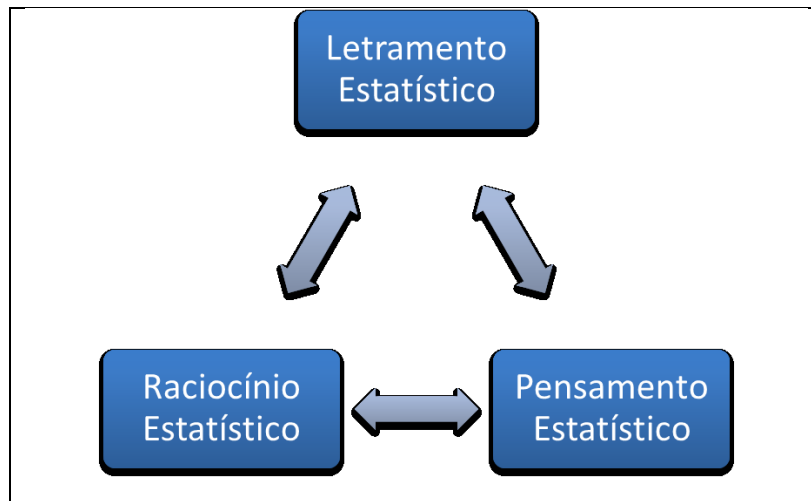 Letramento
Estatístico
Raciocínio
Estatístico
Pensamento
Estatístico